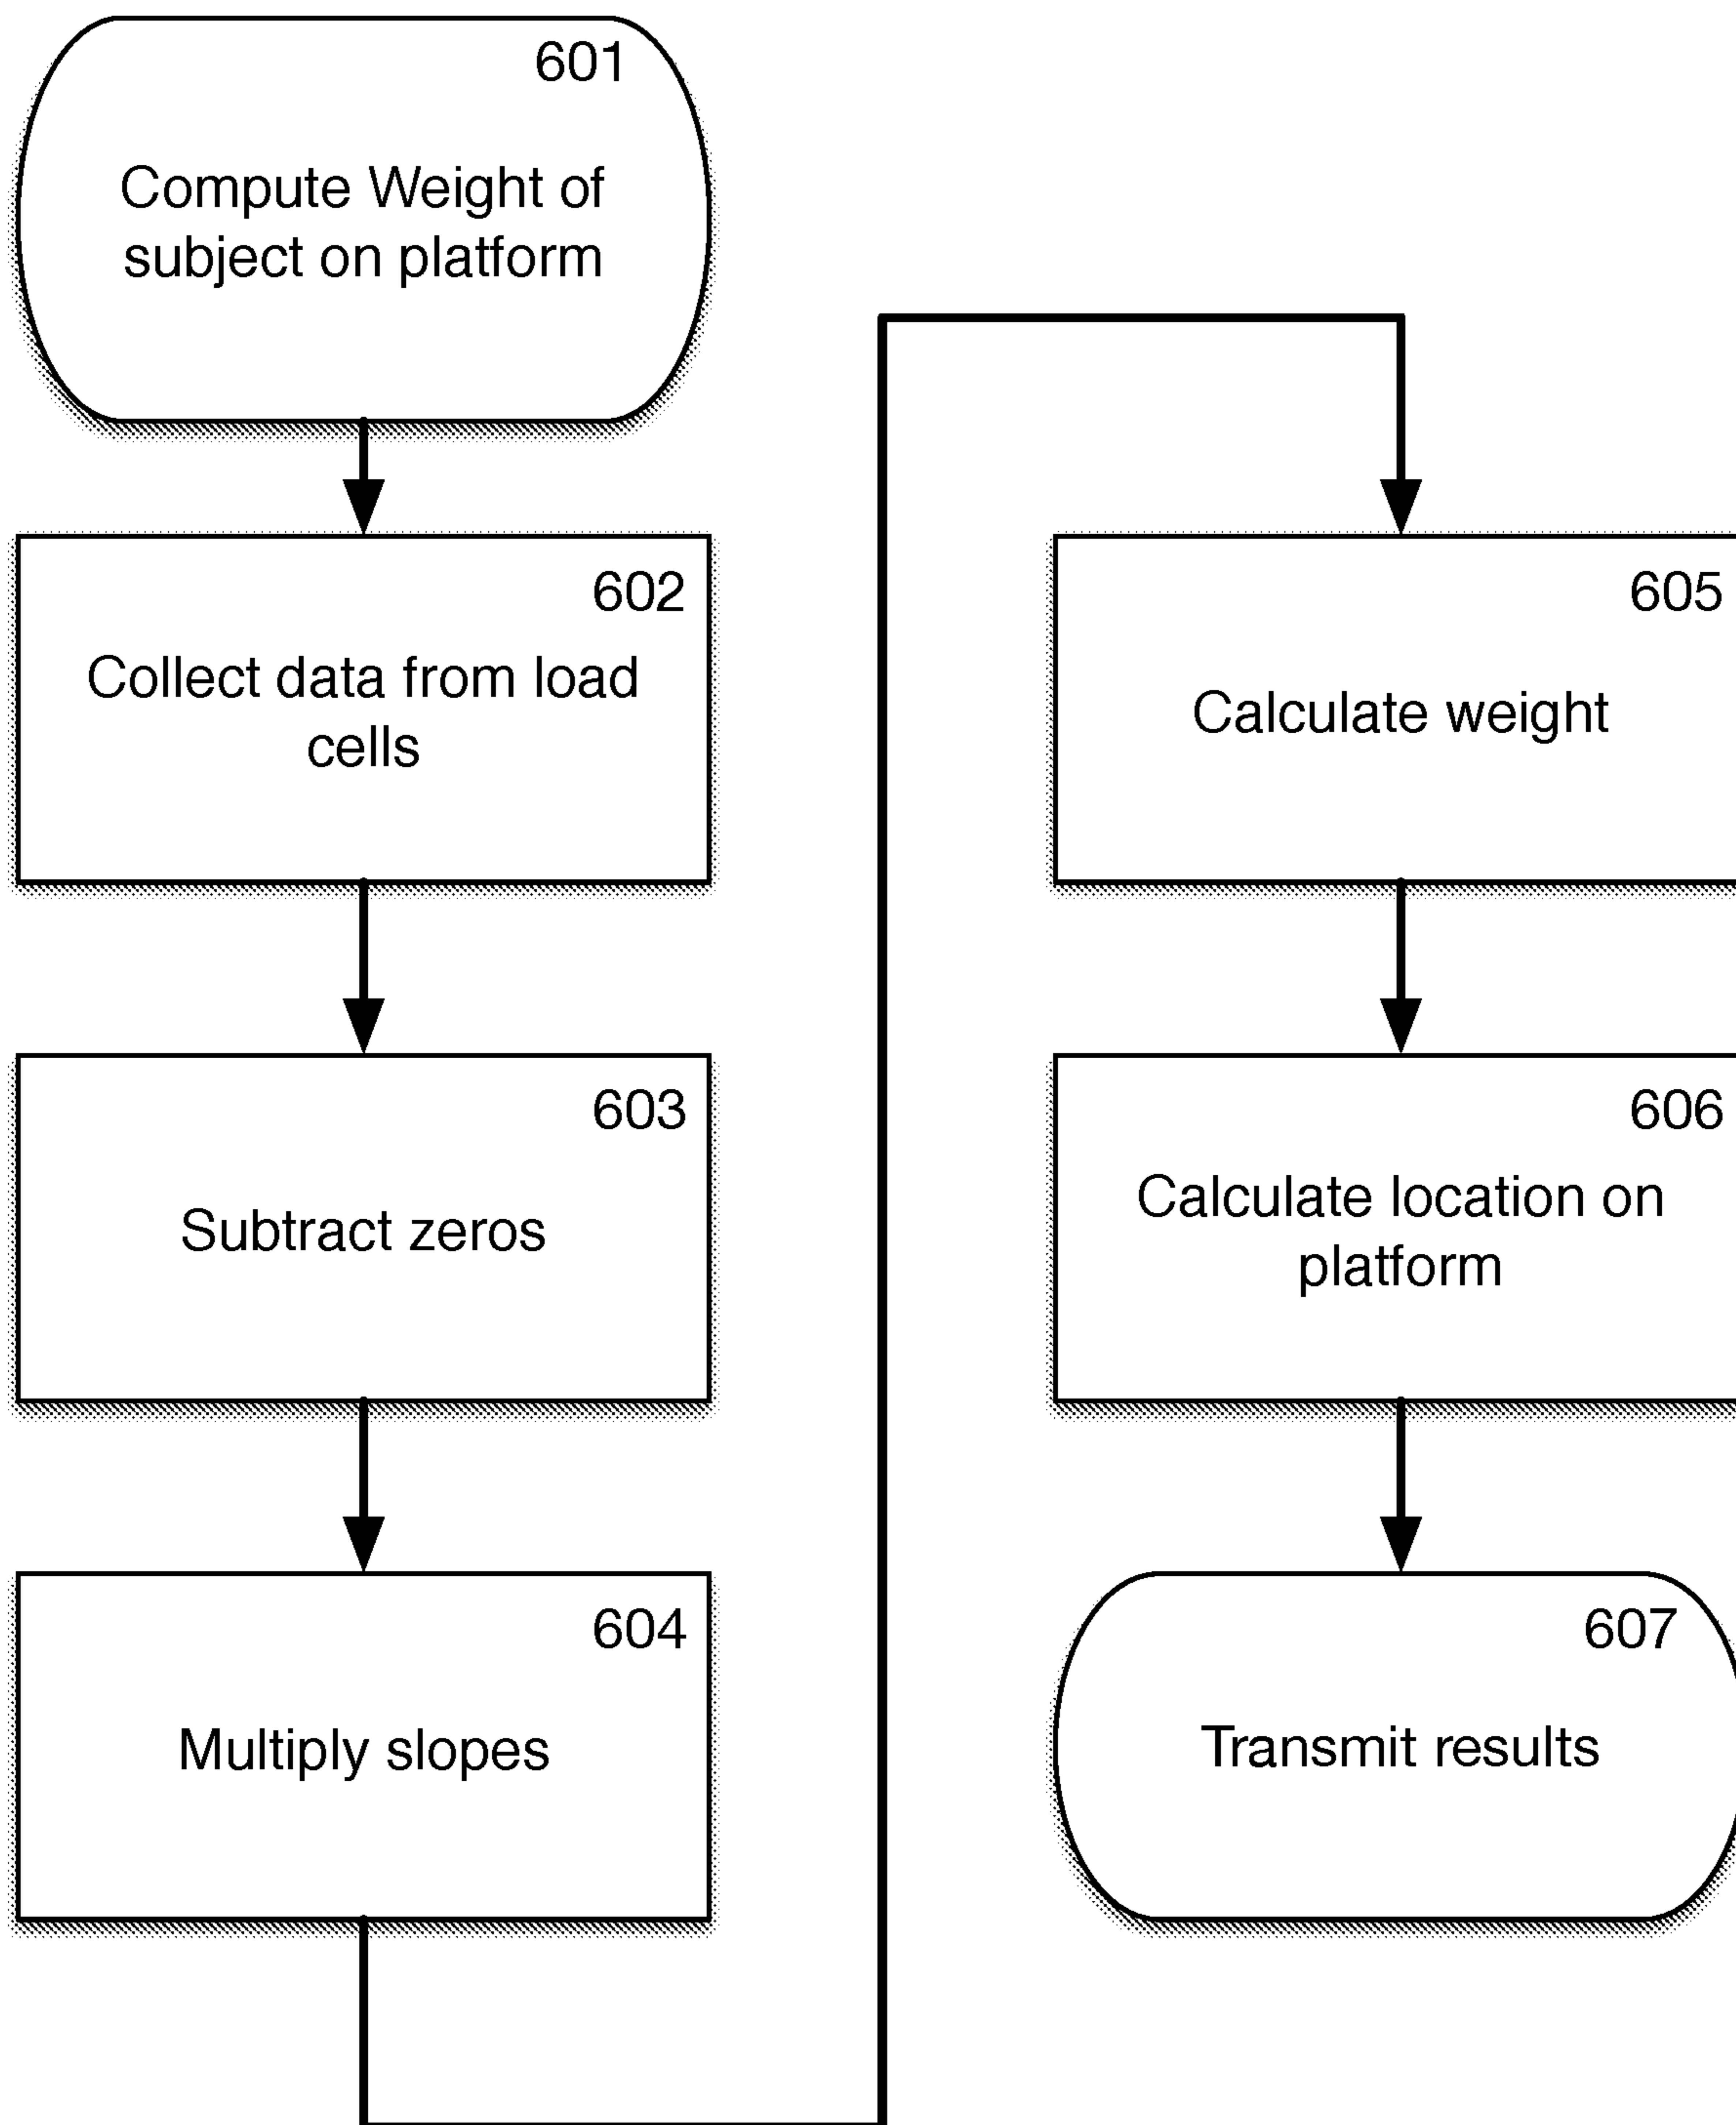 601
Compute Weight of
subject on platform
602
Collect data from load
cells
603
Subtract zeros
604
Multiply slopes
605
Calculate weight
606
Calculate location on
platform
607
Transmit results